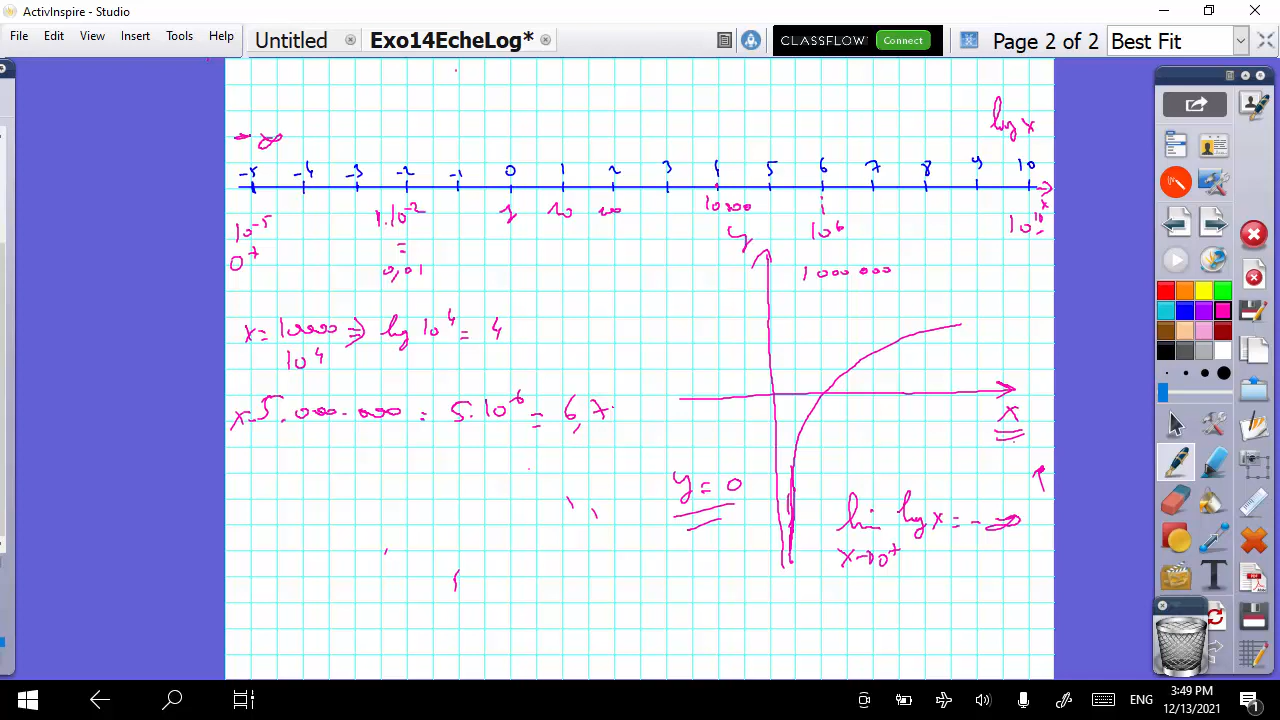 ActivInspire - Studio
File Edit View Insert Tools Help
Untitled
Exo14EcheLog*
CLASSFLOW Connect
Page 2 of 2
Best Fit
log x
-∞
-5 -4 -3 -2 -1 0 1 2 3 4 5 6 7 8 9 10
x
10⁻⁵ 1.10⁻² 1 10 100 10000 10⁶ 10¹⁰
0⁺ = y
0,01 1000 000
x = 10000 ⇒ log 10⁴ = 4
10⁴
x = 5.000.000 = 5.10⁶ = 6,7
x
y = 0
lim log x = -∞
x→0⁺
ENG
3:49 PM
12/13/2021
1